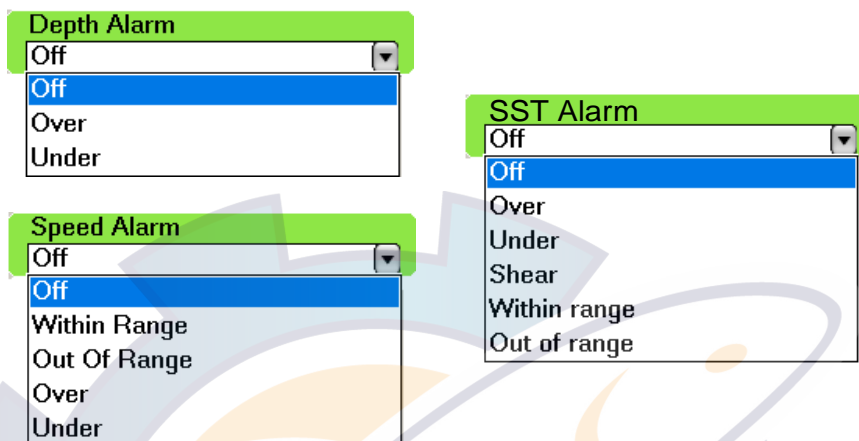 Depth Alarm
Off
Off
Over
Under
Speed Alarm
Off
Off
Within Range
Out Of Range
Over
Under
SST Alarm
Off
Off
Over
Under
Shear
Within range
Out of range